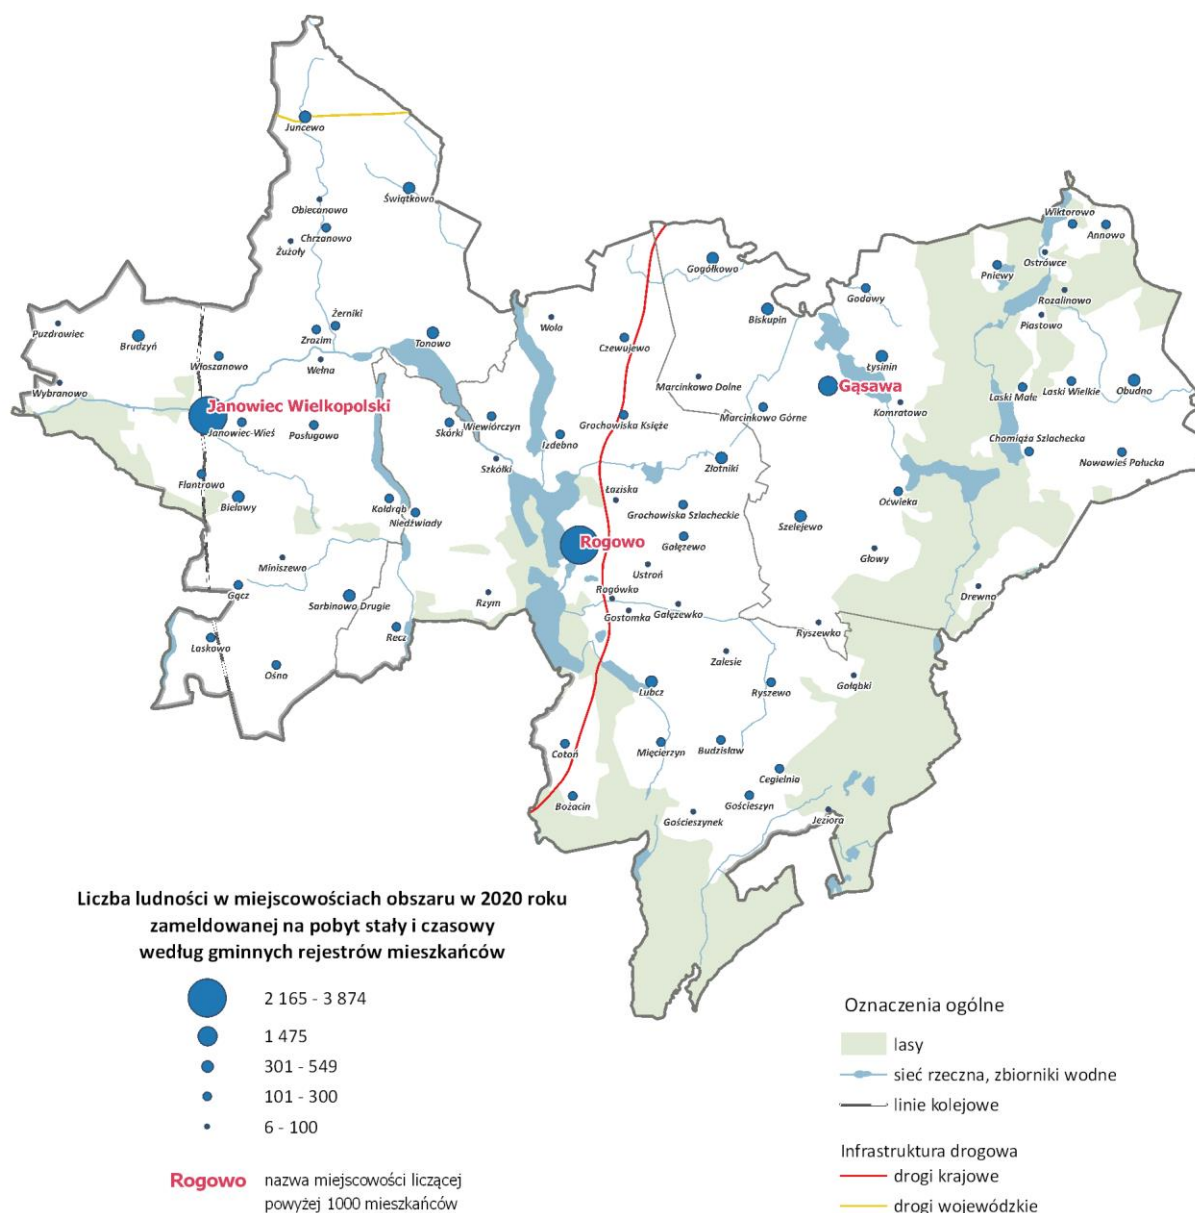 Juncewo
Świątkowo
Obiecanowo
Chrzanowo
Żużoły
Wiktorowo
Annowo
Gogółkowo
Ostrówce
Pniewy
Rozalinowo
Godawy
Piastowo
Puzdrowiec
Żerniki
Wola
Biskupin
Brudzyń
Zrazim
Tonowo
Czewujewo
Włoszanowo
Wełna
Łysinin
Wybranowo
Marcinkowo Dolne
Gąsawa
Laski Małe
Laski Wielkie
Obudno
Janowiec Wielkopolski
Komratowo
Marcinkowo Górne
Janowiec-Wieś
Posługowo
Skórki
Wiewiórczyn
Grochowiska Księże
Izdebno
Chomiąża Szlachecka
Nowawieś Pałucka
Szkółki
Złotniki
Flantrowo
Łaziska
Oćwieka
Bielawy
Kołdrąb
Niedźwiady
Grochowiska Szlacheckie
Szelejewo
Rogowo
Gałęzewo
Głowy
Miniszewo
Ustroń
Gącz
Sarbinowo Drugie
Rzym
Rogówko
Gostomka
Gałęzewko
Drewno
Recz
Ryszewko
Laskowo
Zalesie
Ośno
Lubcz
Ryszewo
Gołąbki
Cotoń
Mięcierzyn
Budzisław
Cegielnia
Bożacin
Gościeszyn
Gościeszynek
Jeziora
Liczba ludności w miejscowościach obszaru w 2020 roku
zameldowanej na pobyt stały i czasowy
według gminnych rejestrów mieszkańców
2 165 - 3 874
1 475
301 - 549
101 - 300
6 - 100
Rogowo nazwa miejscowości liczącej
powyżej 1000 mieszkańców
Oznaczenia ogólne
lasy
sieć rzeczna, zbiorniki wodne
linie kolejowe
Infrastruktura drogowa
drogi krajowe
drogi wojewódzkie